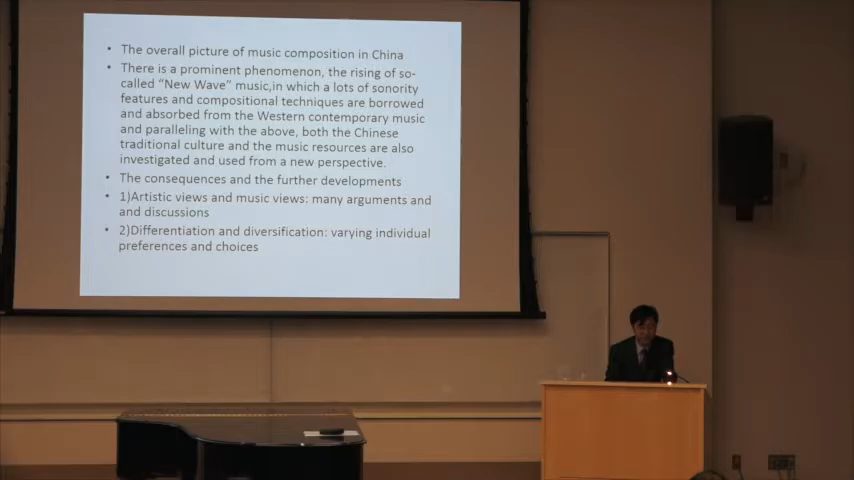 • The overall picture of music composition in China
• There is a prominent phenomenon, the rising of so-
called “New Wave” music,in which a lots of sonority
features and compositional techniques are borrowed
and absorbed from the Western contemporary music
and paralleling with the above, both the Chinese
traditional culture and the music resources are also
investigated and used from a new perspective.
• The consequences and the further developments
• 1)Artistic views and music views: many arguments and
and discussions
• 2)Differentiation and diversification: varying individual
preferences and choices